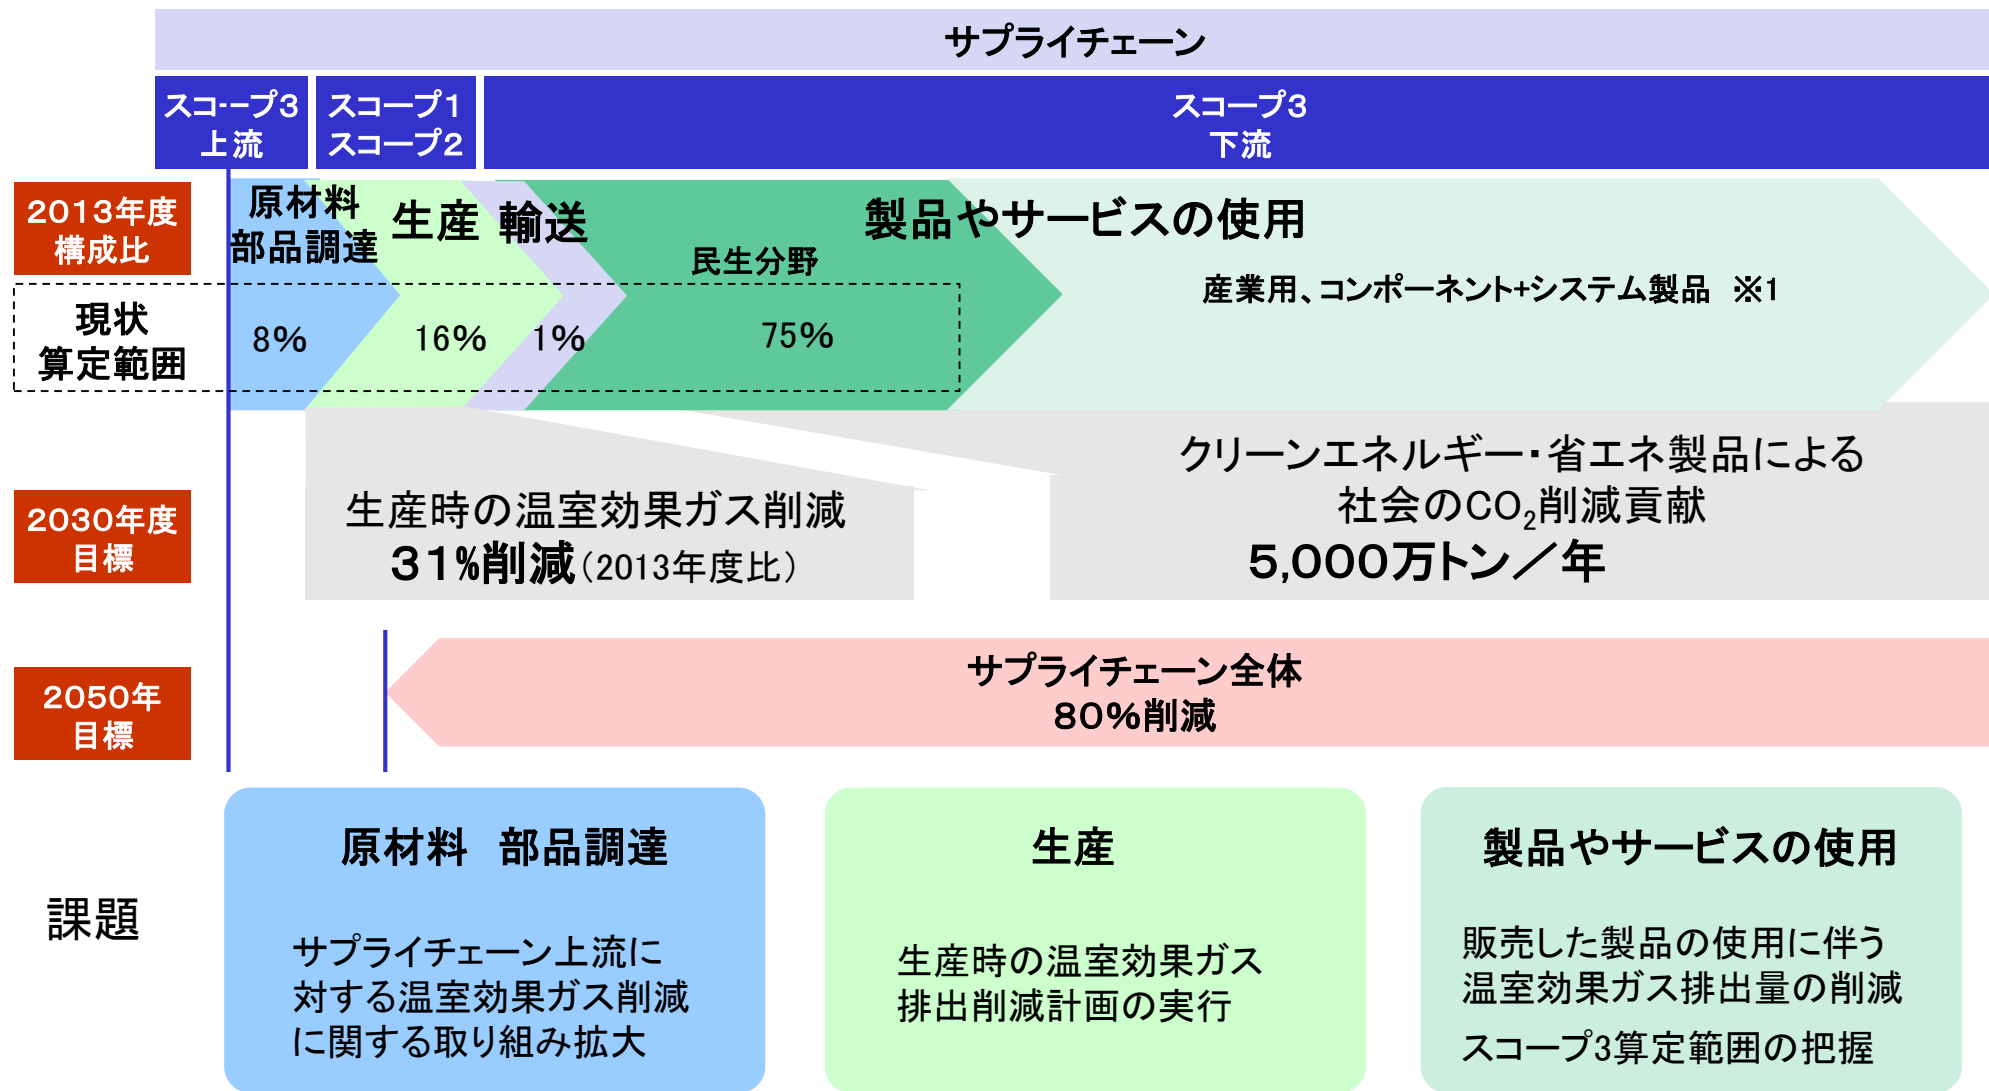 サプライチェーン
スコープ３
上流
スコープ１
スコープ２
スコープ３
下流
２０１３年度
構成比
原材料
部品調達
生産
輸送
製品やサービスの使用
民生分野
産業用、コンポーネント+システム製品 ※1
現状
算定範囲
8%
16%
1%
75%
２０３０年度
目標
生産時の温室効果ガス削減
３１%削減（2013年度比）
クリーンエネルギー・省エネ製品による
社会のCO₂削減貢献
5,000万トン／年
２０５０年
目標
サプライチェーン全体
８０％削減
課題
原材料　部品調達
サプライチェーン上流に
対する温室効果ガス削減
に関する取り組み拡大
生産
生産時の温室効果ガス
排出削減計画の実行
製品やサービスの使用
販売した製品の使用に伴う
温室効果ガス排出量の削減
スコープ3算定範囲の把握